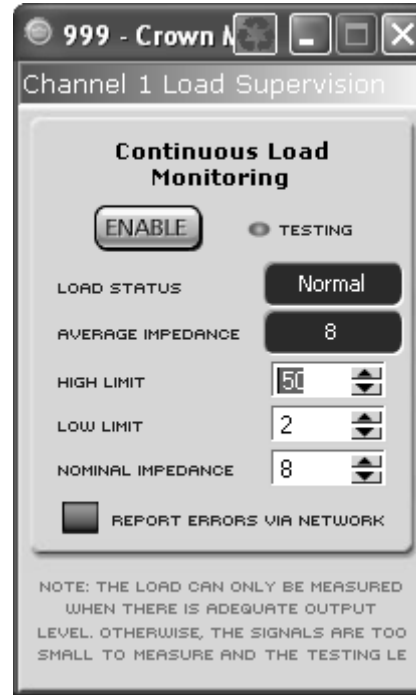 999 - Crown
Channel 1 Load Supervision
Continuous Load
Monitoring
ENABLE
TESTING
LOAD STATUS
Normal
AVERAGE IMPEDANCE
8
HIGH LIMIT
50
LOW LIMIT
2
NOMINAL IMPEDANCE
8
REPORT ERRORS VIA NETWORK
NOTE: THE LOAD CAN ONLY BE MEASURED
WHEN THERE IS ADEQUATE OUTPUT
LEVEL. OTHERWISE, THE SIGNALS ARE TOO
SMALL TO MEASURE AND THE TESTING LE